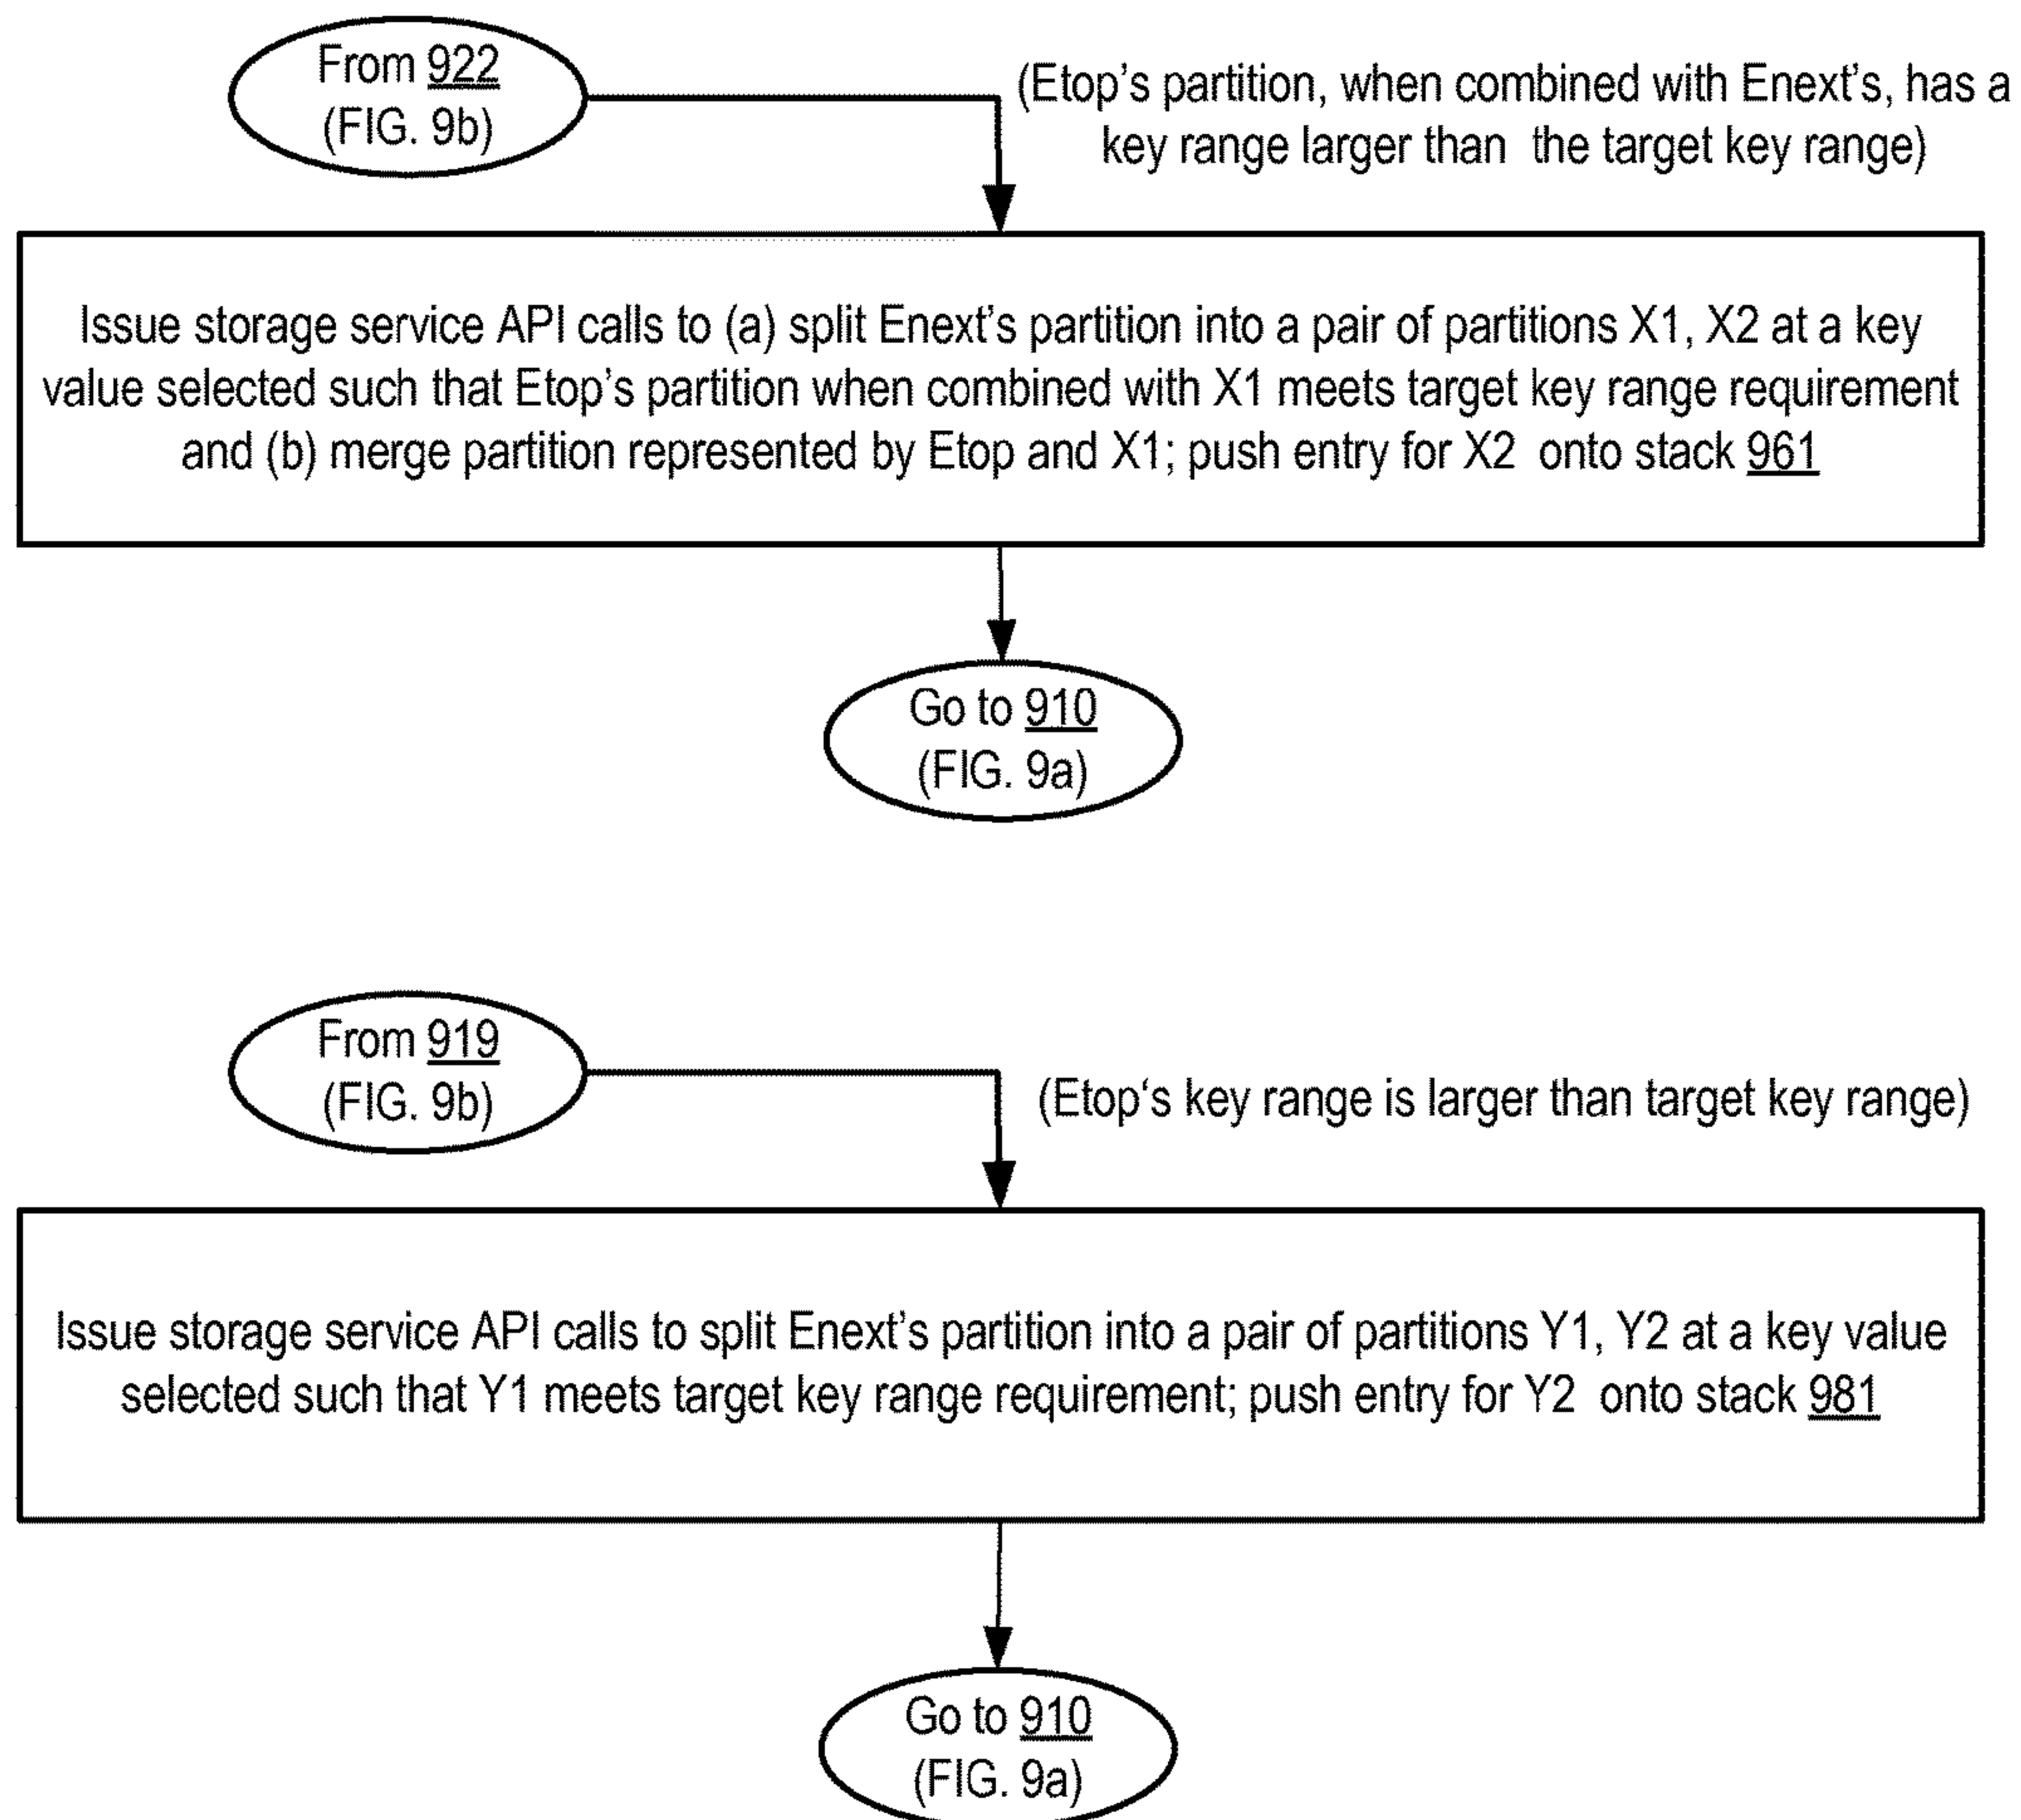 From 922
(FIG. 9b)
(Etop's partition, when combined with Enext's, has a
key range larger than the target key range)
Issue storage service API calls to (a) split Enext's partition into a pair of partitions X1, X2 at a key
value selected such that Etop's partition when combined with X1 meets target key range requirement
and (b) merge partition represented by Etop and X1; push entry for X2 onto stack 961
Go to 910
(FIG. 9a)
From 919
(FIG. 9b)
(Etop‘s key range is larger than target key range)
Issue storage service API calls to split Enext's partition into a pair of partitions Y1, Y2 at a key value
selected such that Y1 meets target key range requirement; push entry for Y2 onto stack 981
Go to 910
(FIG. 9a)